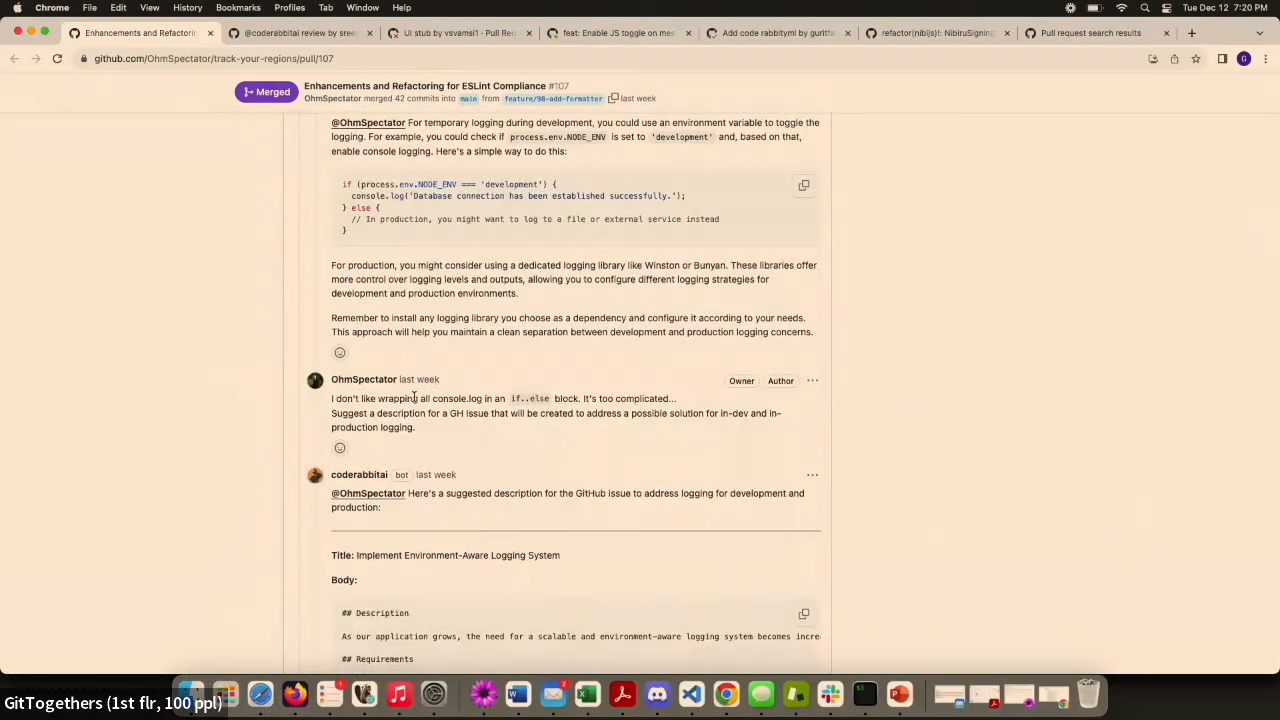 Chrome File Edit View History Bookmarks Profiles Tab Window Help Tue Dec 12 7:20 PM
Enhancements and Refactorin @coderabbitai review by sree UI stub by vsvamsi1 - Pull Req feat: Enable JS toggle on mes Add code rabbityml by guritfa refactor(nibijs)!: NibiruSigning Pull request search results
github.com/OhmSpectator/track-your-regions/pull/107
Merged
Enhancements and Refactoring for ESLint Compliance #107
OhmSpectator merged 42 commits into main from feature/98-add-formatter last week
@OhmSpectator For temporary logging during development, you could use an environment variable to toggle the
logging. For example, you could check if process.env.NODE_ENV is set to 'development' and, based on that,
enable console logging. Here's a simple way to do this:
if (process.env.NODE_ENV === 'development') {
console.log('Database connection has been established successfully.');
} else {
// In production, you might want to log to a file or external service instead
}
For production, you might consider using a dedicated logging library like Winston or Bunyan. These libraries offer
more control over logging levels and outputs, allowing you to configure different logging strategies for
development and production environments.
Remember to install any logging library you choose as a dependency and configure it according to your needs.
This approach will help you maintain a clean separation between development and production logging concerns.
OhmSpectator last week Owner Author
I don't like wrapping all console.log in an if..else block. It's too complicated...
Suggest a description for a GH Issue that will be created to address a possible solution for in-dev and in-
production logging.
coderabbitai bot last week
@OhmSpectator Here's a suggested description for the GitHub issue to address logging for development and
production:
Title: Implement Environment-Aware Logging System
Body:
## Description
As our application grows, the need for a scalable and environment-aware logging system becomes incre
## Requirements
GitTogethers (1st flr, 100 ppl)